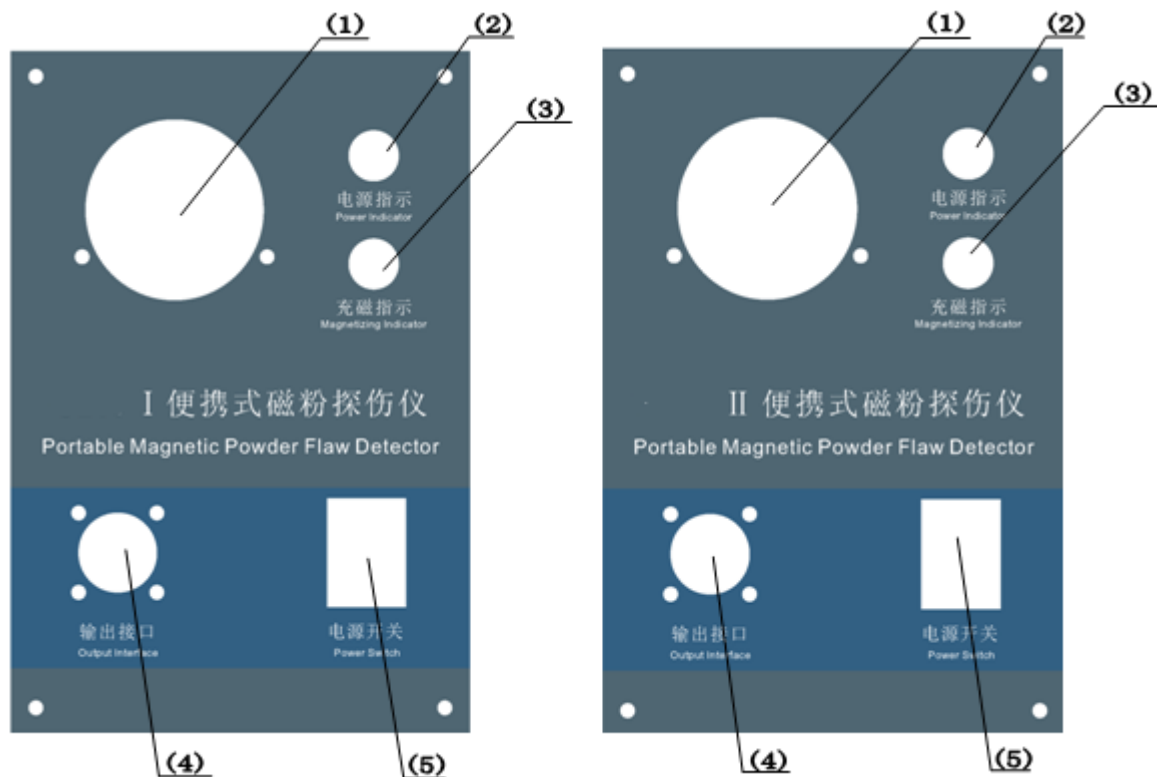 (1)
(2)
(3)
电源指示
Power Indicator
充磁指示
Magnetizing Indicator
I 便携式磁粉探伤仪
Portable Magnetic Powder Flaw Detector
输出接口
Output Interface
电源开关
Power Switch
(4)
(5)
(1)
(2)
(3)
电源指示
Power Indicator
充磁指示
Magnetizing Indicator
II 便携式磁粉探伤仪
Portable Magnetic Powder Flaw Detector
输出接口
Output Interface
电源开关
Power Switch
(4)
(5)